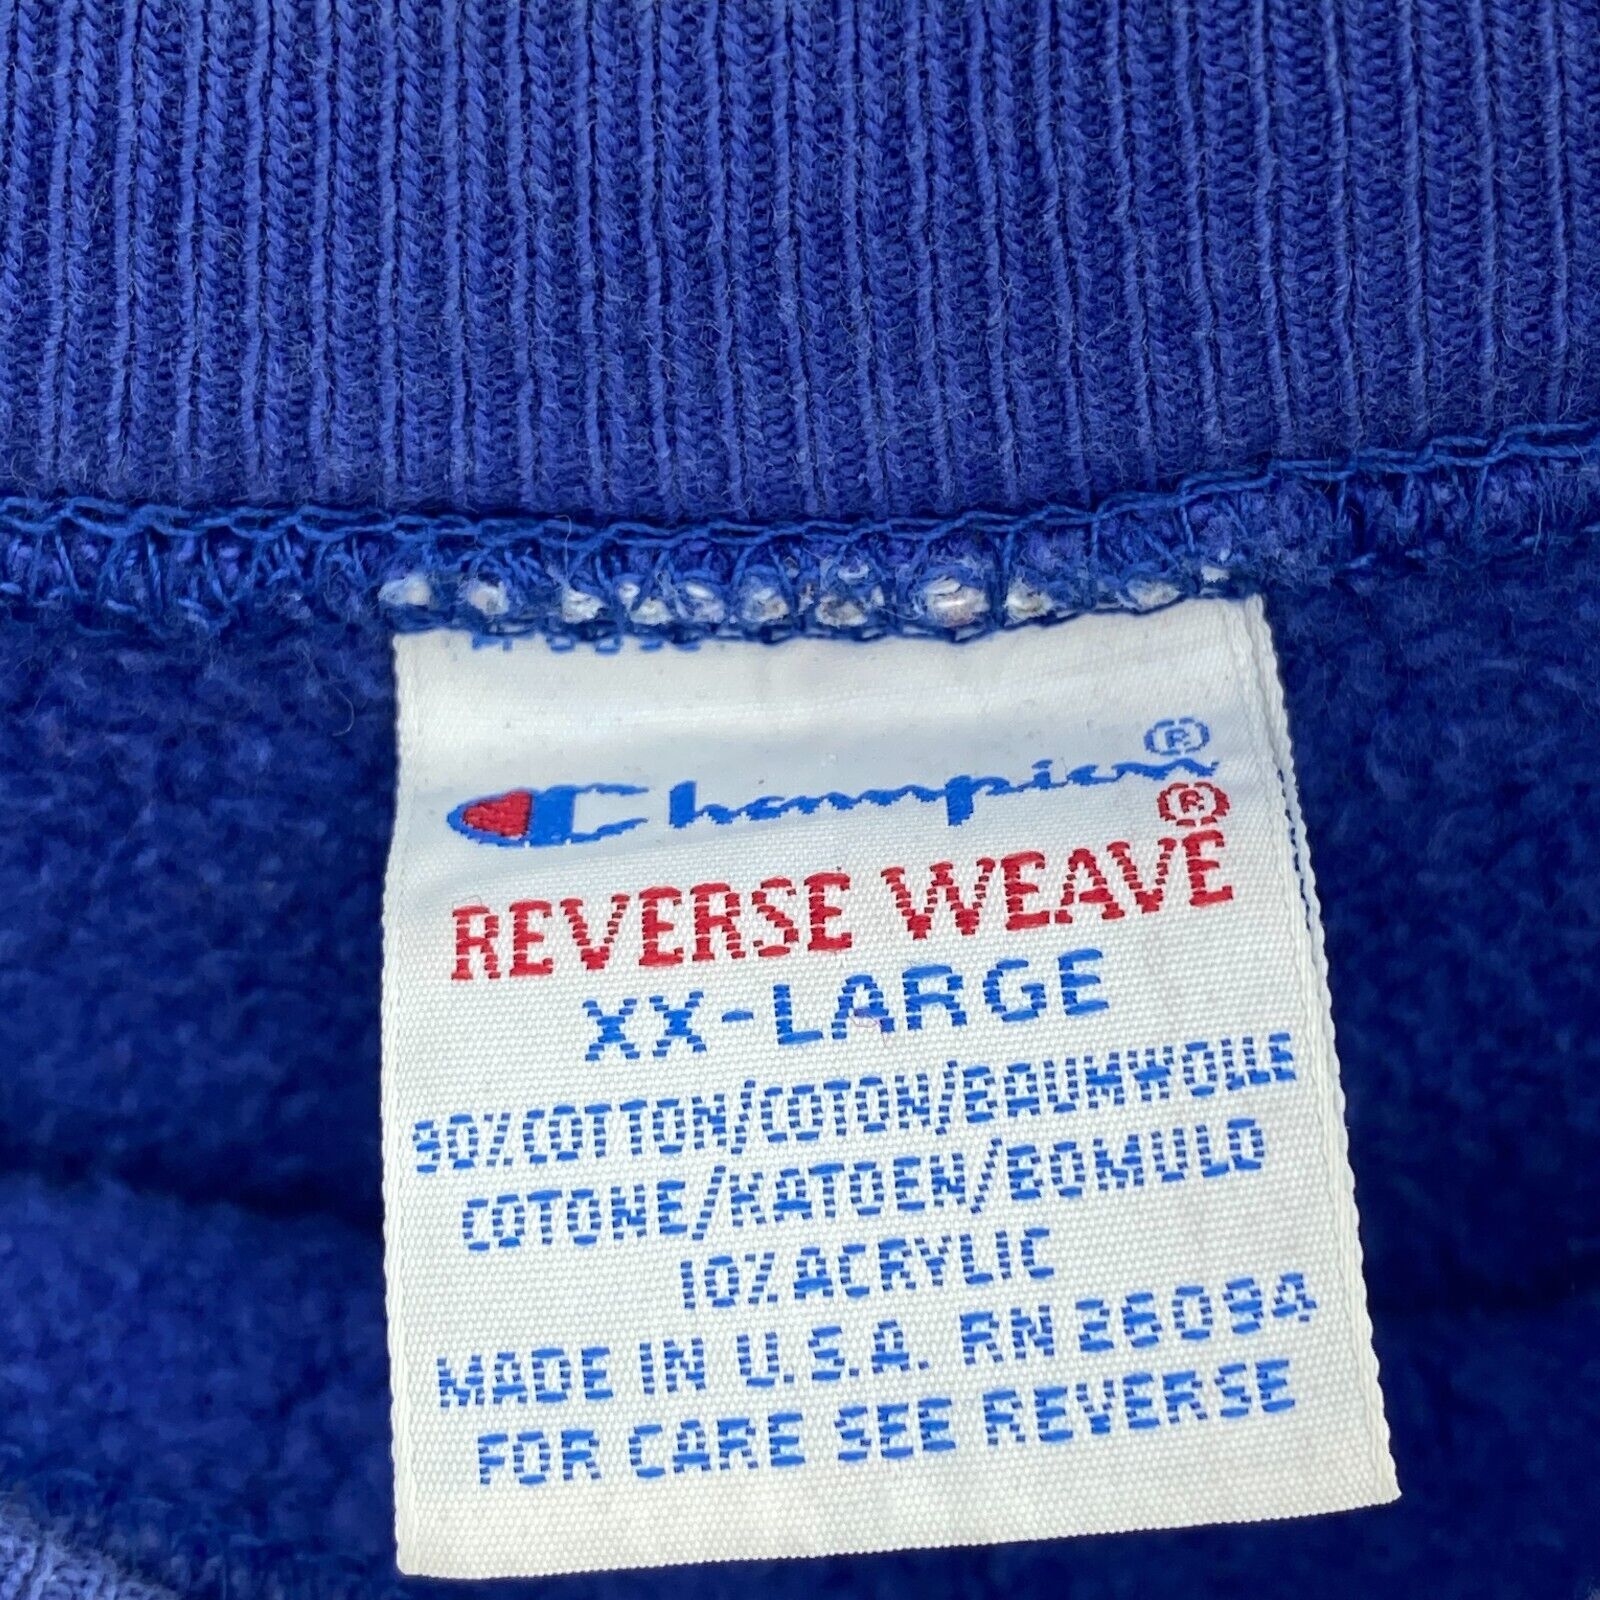 Champion®
REVERSE WEAVE®
XX-LARGE
90% COTTON/COTON/BAUMWOLLE
COTONE/KATOEN/BOMULD
10% ACRYLIC
MADE IN U.S.A. RN 26094
FOR CARE SEE REVERSE